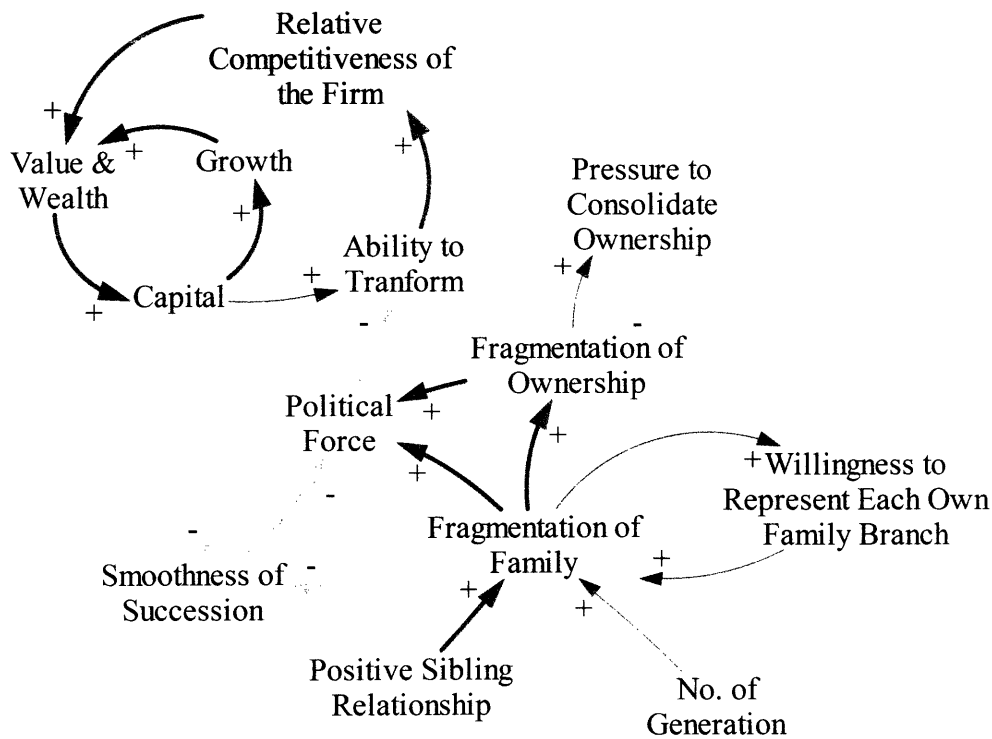 Relative
Competitiveness of
the Firm
+
Value &
Wealth
+
Growth
+
+
Pressure to
Consolidate
Ownership
+
Ability to
Tranform
+
+
Capital
+
-
-
Fragmentation of
Ownership
Political
Force
+
+
+
+
Willingness to
Represent Each Own
Family Branch
-
-
Fragmentation of
Family
+
-
Smoothness of
Succession
+
+
Positive Sibling
Relationship
No. of
Generation